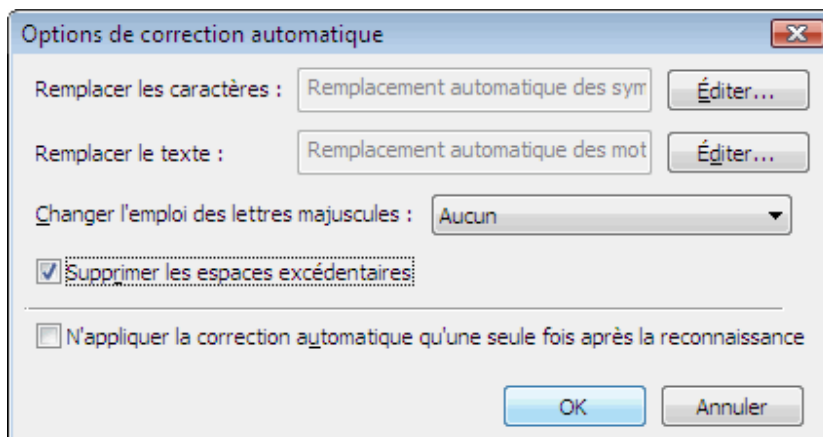 Options de correction automatique
Remplacer les caractères : Remplacement automatique des sym Éditer...
Remplacer le texte : Remplacement automatique des mot Éditer...
Changer l'emploi des lettres majuscules : Aucun
Supprimer les espaces excédentaires
N'appliquer la correction automatique qu'une seule fois après la reconnaissance
OK Annuler